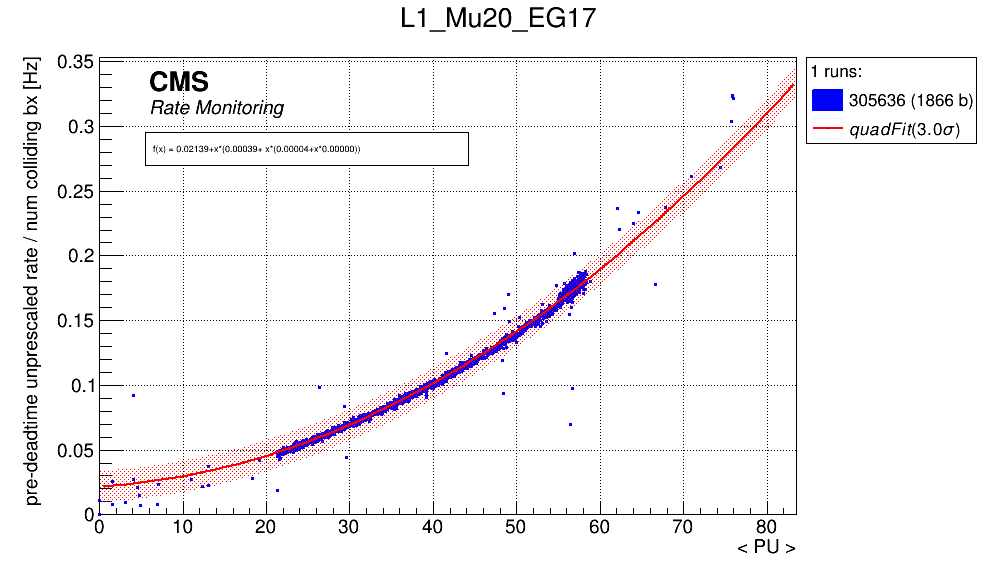 L1_Mu20_EG17
pre-deadtime unprescaled rate / num colliding bx [Hz]
0.35
0.3
0.25
0.2
0.15
0.1
0.05
0
CMS
Rate Monitoring
f(x) = 0.02139+x*(0.00039+ x*(0.00004+x*0.00000))
0 10 20 30 40 50 60 70 80
< PU >
1 runs:
305636 (1866 b)
quadFit(3.0σ)